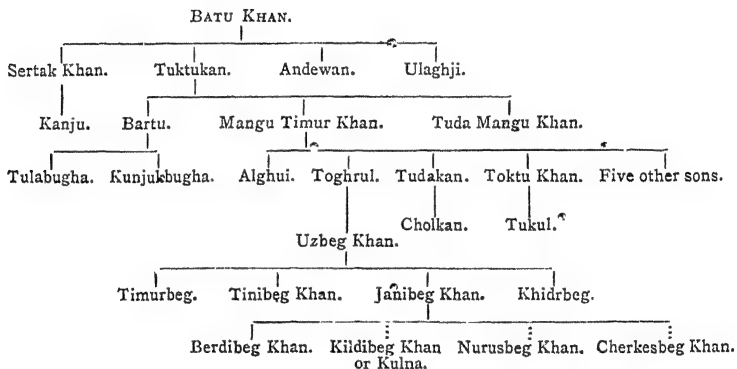 BATU KHAN.
Sertak Khan. Tuktukan. Andewan. Ulaghji.
Kanju. Bartu. Mangu Timur Khan. Tuda Mangu Khan.
Tulabugha. Kunjukbugha. Alghui. Toghrul. Tudakan. Toktu Khan. Five other sons.
Cholkan. Tukul.
Uzbeg Khan.
Timurbeg. Tinibeg Khan. Janibeg Khan. Khidrbeg.
Berdibeg Khan. Kildibeg Khan Nurusbeg Khan. Cherkesbeg Khan.
or Kulna.